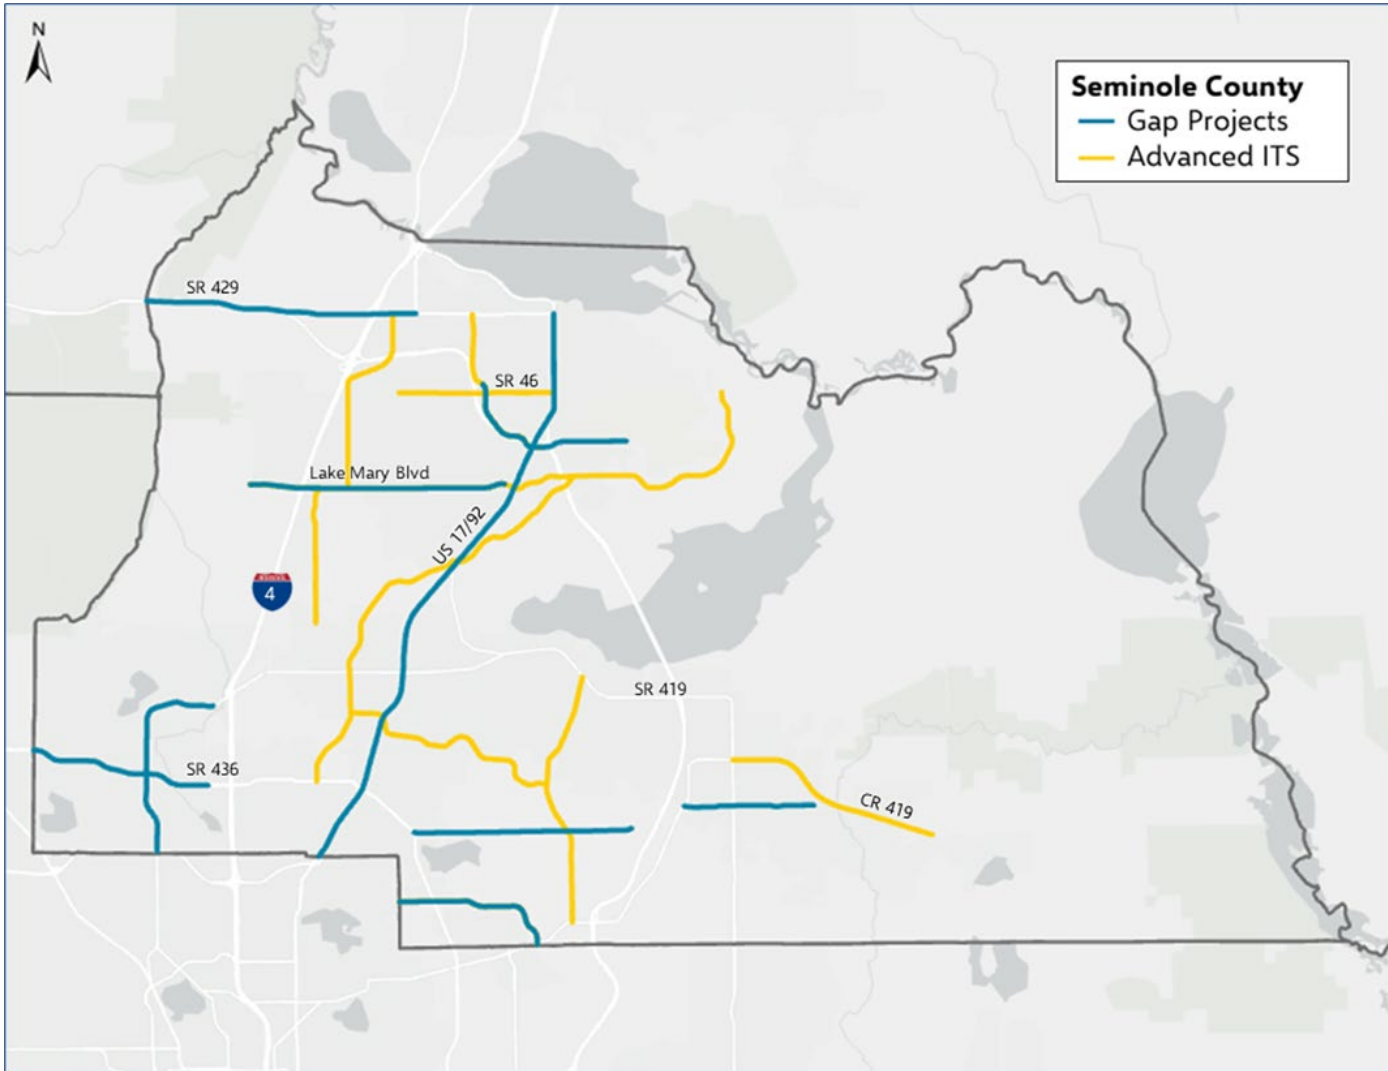 N
Seminole County
Gap Projects
Advanced ITS
SR 429
SR 46
Lake Mary Blvd
US 17/92
4
SR 419
SR 436
CR 419